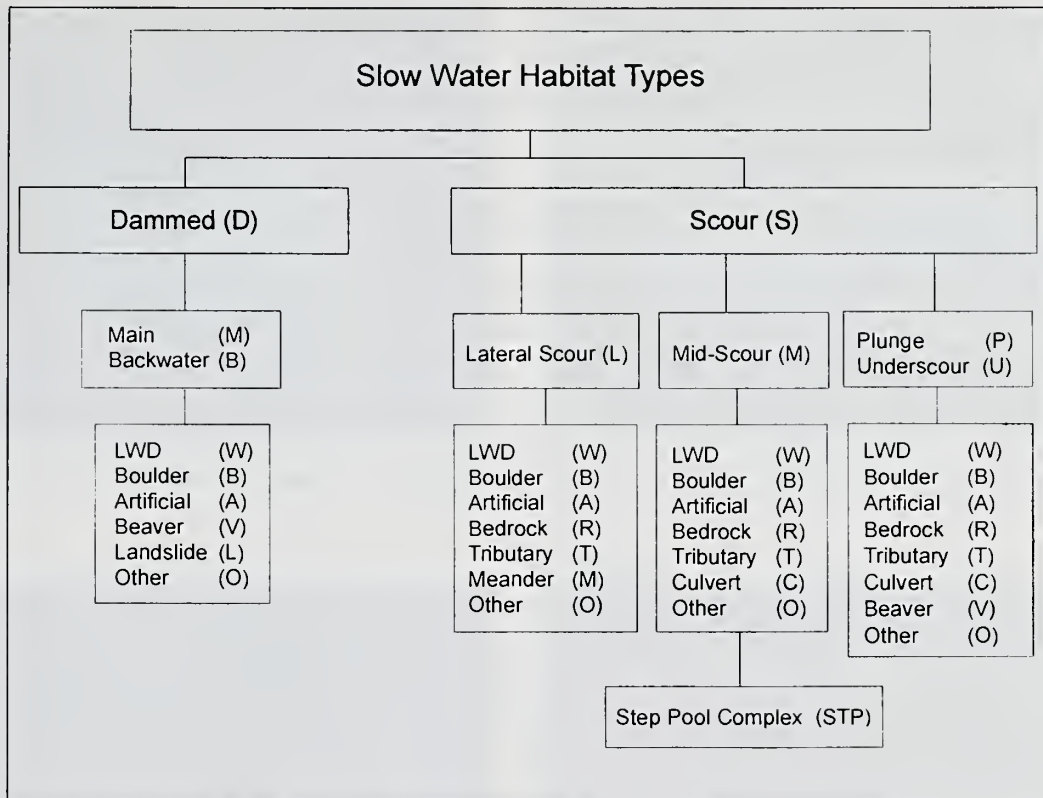 Slow Water Habitat Types
Dammed (D)
Scour (S)
Main (M)
Backwater (B)
Lateral Scour (L)
Mid-Scour (M)
Plunge (P)
Underscour (U)
LWD (W)
Boulder (B)
Artificial (A)
Beaver (V)
Landslide (L)
Other (O)
LWD (W)
Boulder (B)
Artificial (A)
Bedrock (R)
Tributary (T)
Meander (M)
Other (O)
LWD (W)
Boulder (B)
Artificial (A)
Bedrock (R)
Tributary (T)
Culvert (C)
Other (O)
LWD (W)
Boulder (B)
Artificial (A)
Bedrock (R)
Tributary (T)
Culvert (C)
Beaver (V)
Other (O)
Step Pool Complex (STP)